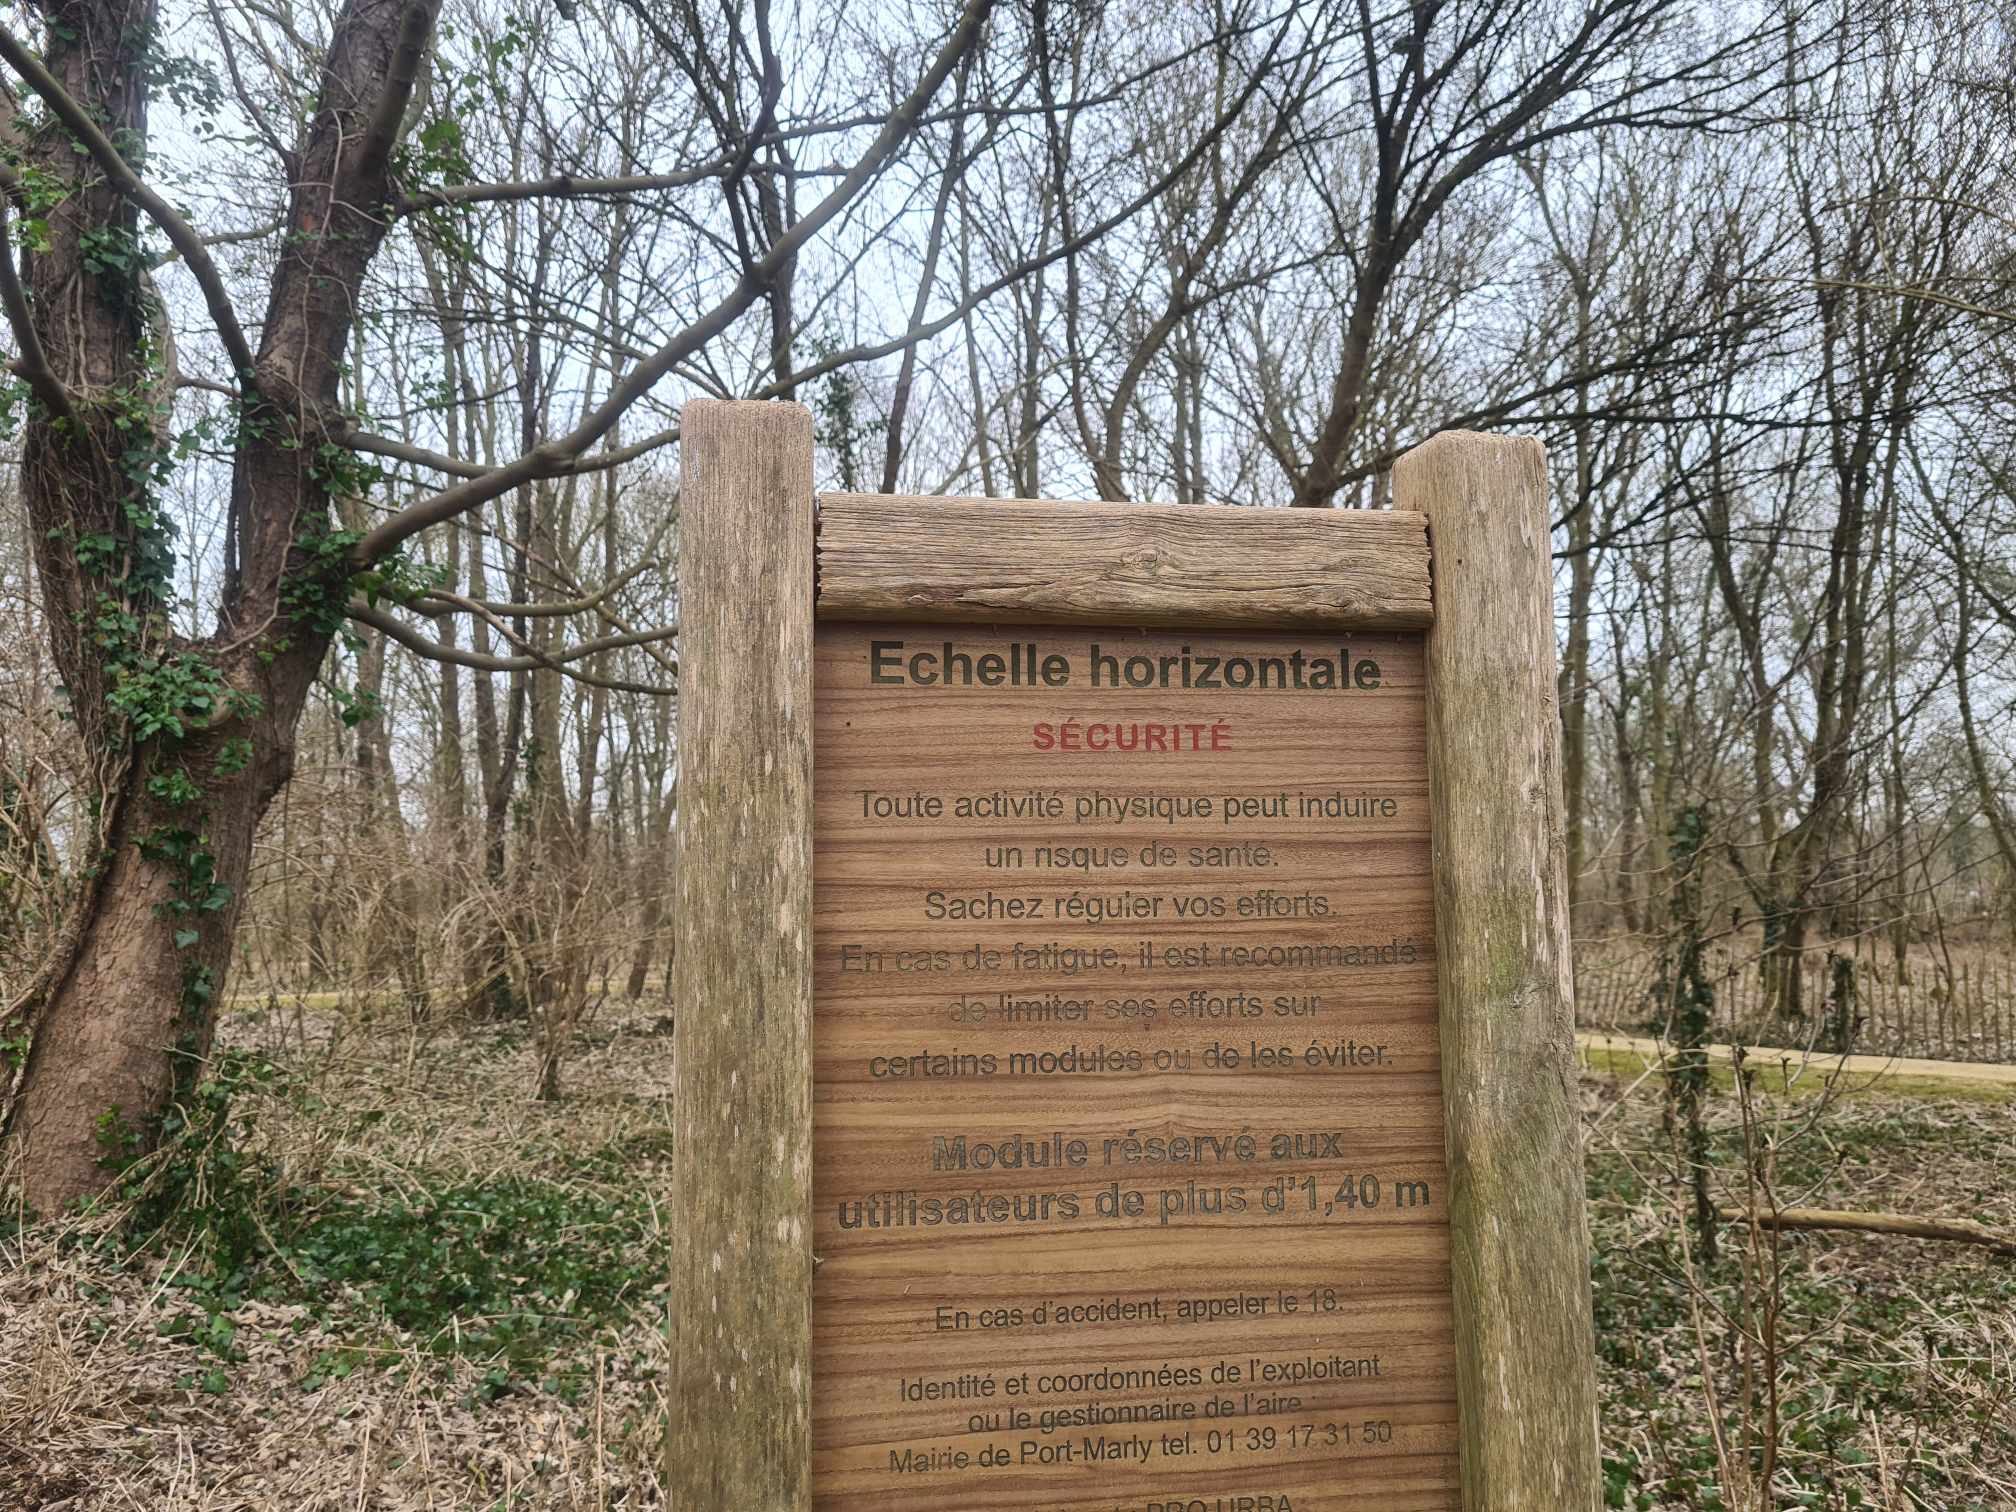 Echelle horizontale
SÉCURITÉ
Toute activité physique peut induire
un risque de santé.
Sachez réguler vos efforts.
En cas de fatigue, il est recommandé
de limiter ses efforts sur
certains modules ou de les éviter.
Module réservé aux
utilisateurs de plus d'1,40 m
En cas d'accident, appeler le 18.
Identité et coordonnées de l'exploitant
ou le gestionnaire de l'aire :
Mairie de Port-Marly tel. 01 39 17 31 50
PRO URBA